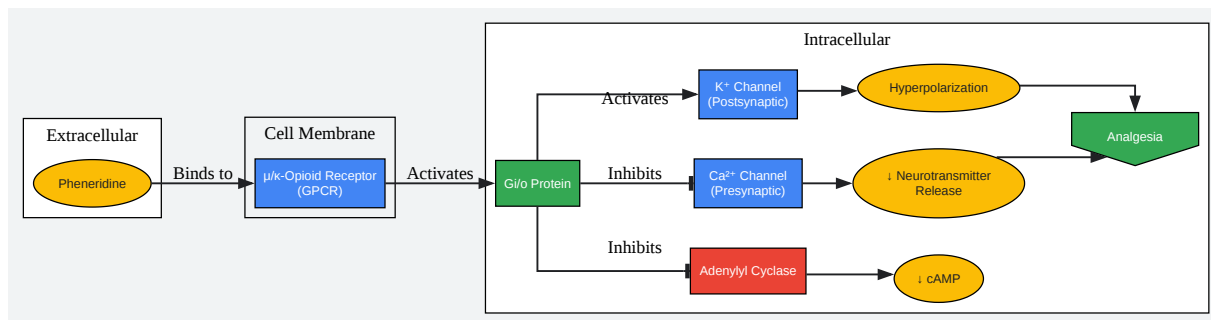 Intracellular
Extracellular
Pheneridine
Binds to
Cell Membrane
μ/κ-Opioid Receptor
(GPCR)
Activates
Gi/o Protein
Activates
K⁺ Channel
(Postsynaptic)
Hyperpolarization
Analgesia
Inhibits
Ca²⁺ Channel
(Presynaptic)
↓ Neurotransmitter
Release
Inhibits
Adenylyl Cyclase
↓ cAMP